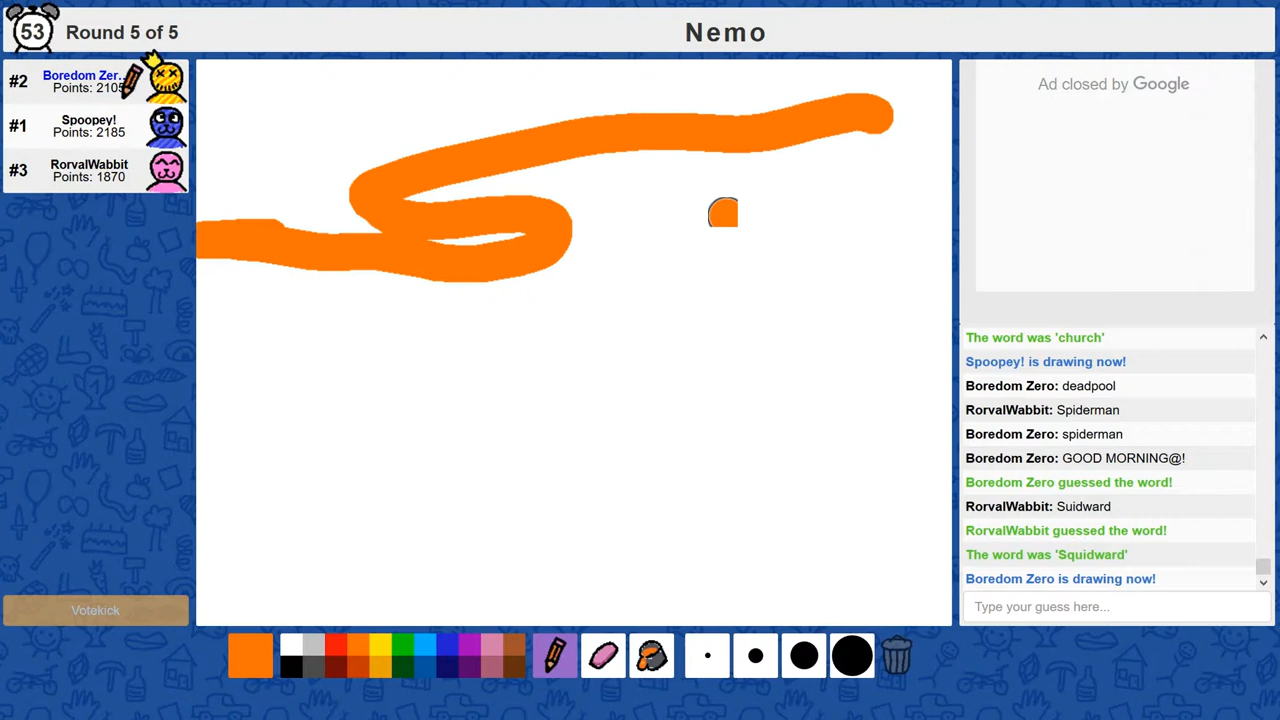 53
Round 5 of 5
Nemo
#2
Boredom Zer...
Points: 2105
#1
Spoopey!
Points: 2185
#3
RorvalWabbit
Points: 1870
Votekick
Ad closed by Google
The word was 'church'
Spoopey! is drawing now!
Boredom Zero: deadpool
RorvalWabbit: Spiderman
Boredom Zero: spiderman
Boredom Zero: GOOD MORNING@!
Boredom Zero guessed the word!
RorvalWabbit: Suidward
RorvalWabbit guessed the word!
The word was 'Squidward'
Boredom Zero is drawing now!
Type your guess here...